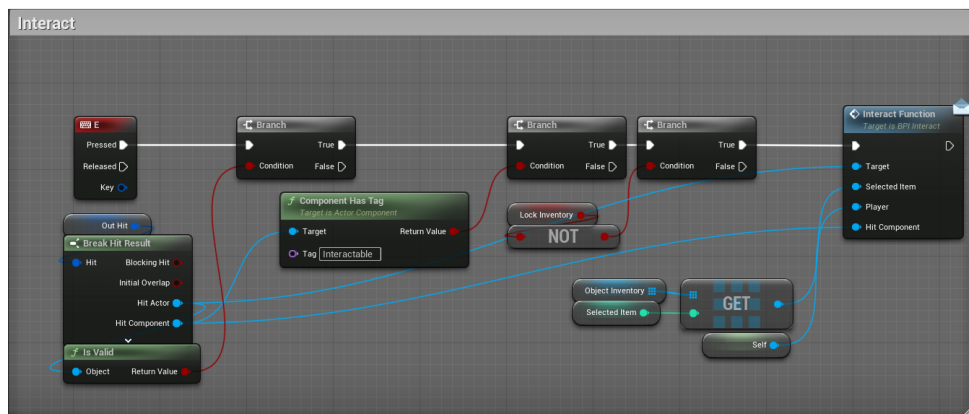 Interact
E
Pressed
Released
Key
Branch
True
Condition
False
Component Has Tag
Target is Actor Component
Target
Return Value
Tag
Interactable
Branch
True
Condition
False
Branch
True
Condition
False
Interact Function
Target is BPI Interact
Target
Selected Item
Player
Hit Component
Lock Inventory
NOT
Out Hit
Break Hit Result
Hit
Blocking Hit
Initial Overlap
Hit Actor
Hit Component
Is Valid
Object
Return Value
Object Inventory
Selected Item
GET
Self